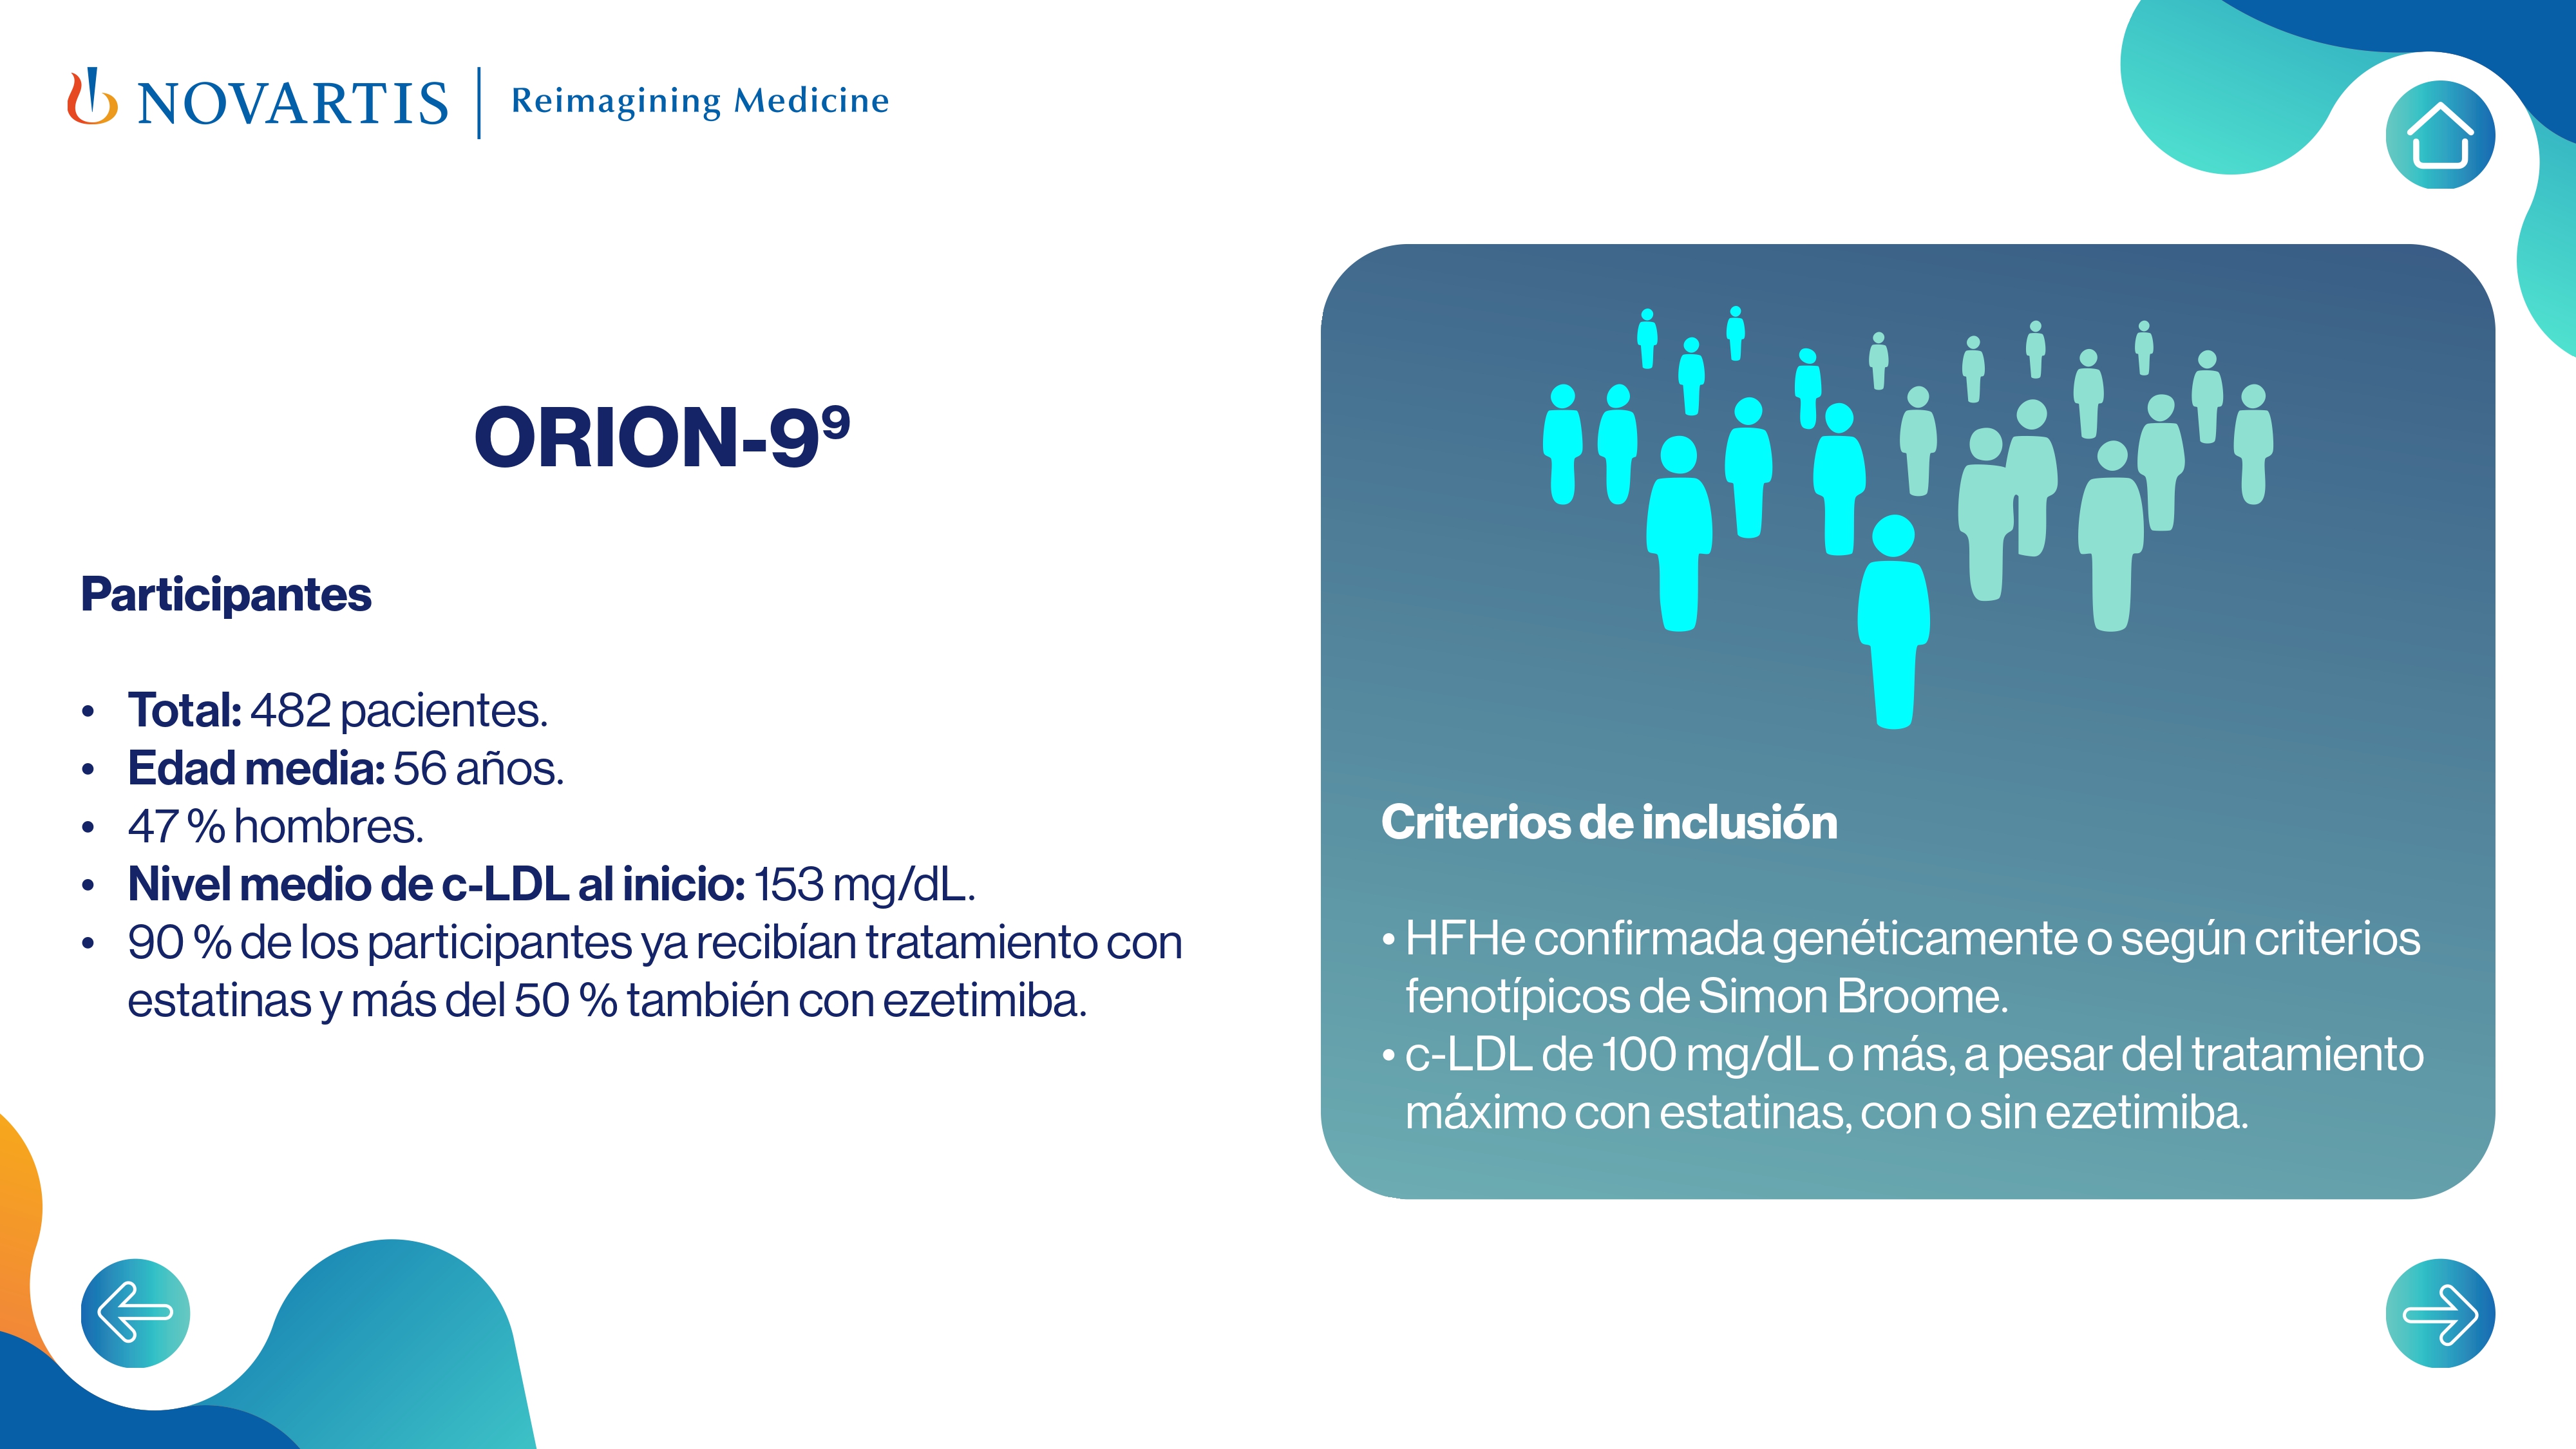 NOVARTIS | Reimagining Medicine
ORION-9⁹
Participantes
• Total: 482 pacientes.
• Edad media: 56 años.
• 47 % hombres.
• Nivel medio de c-LDL al inicio: 153 mg/dL.
• 90 % de los participantes ya recibían tratamiento con
estatinas y más del 50 % también con ezetimiba.
Criterios de inclusión
• HFHe confirmada genéticamente o según criterios
fenotípicos de Simon Broome.
• c-LDL de 100 mg/dL o más, a pesar del tratamiento
máximo con estatinas, con o sin ezetimiba.